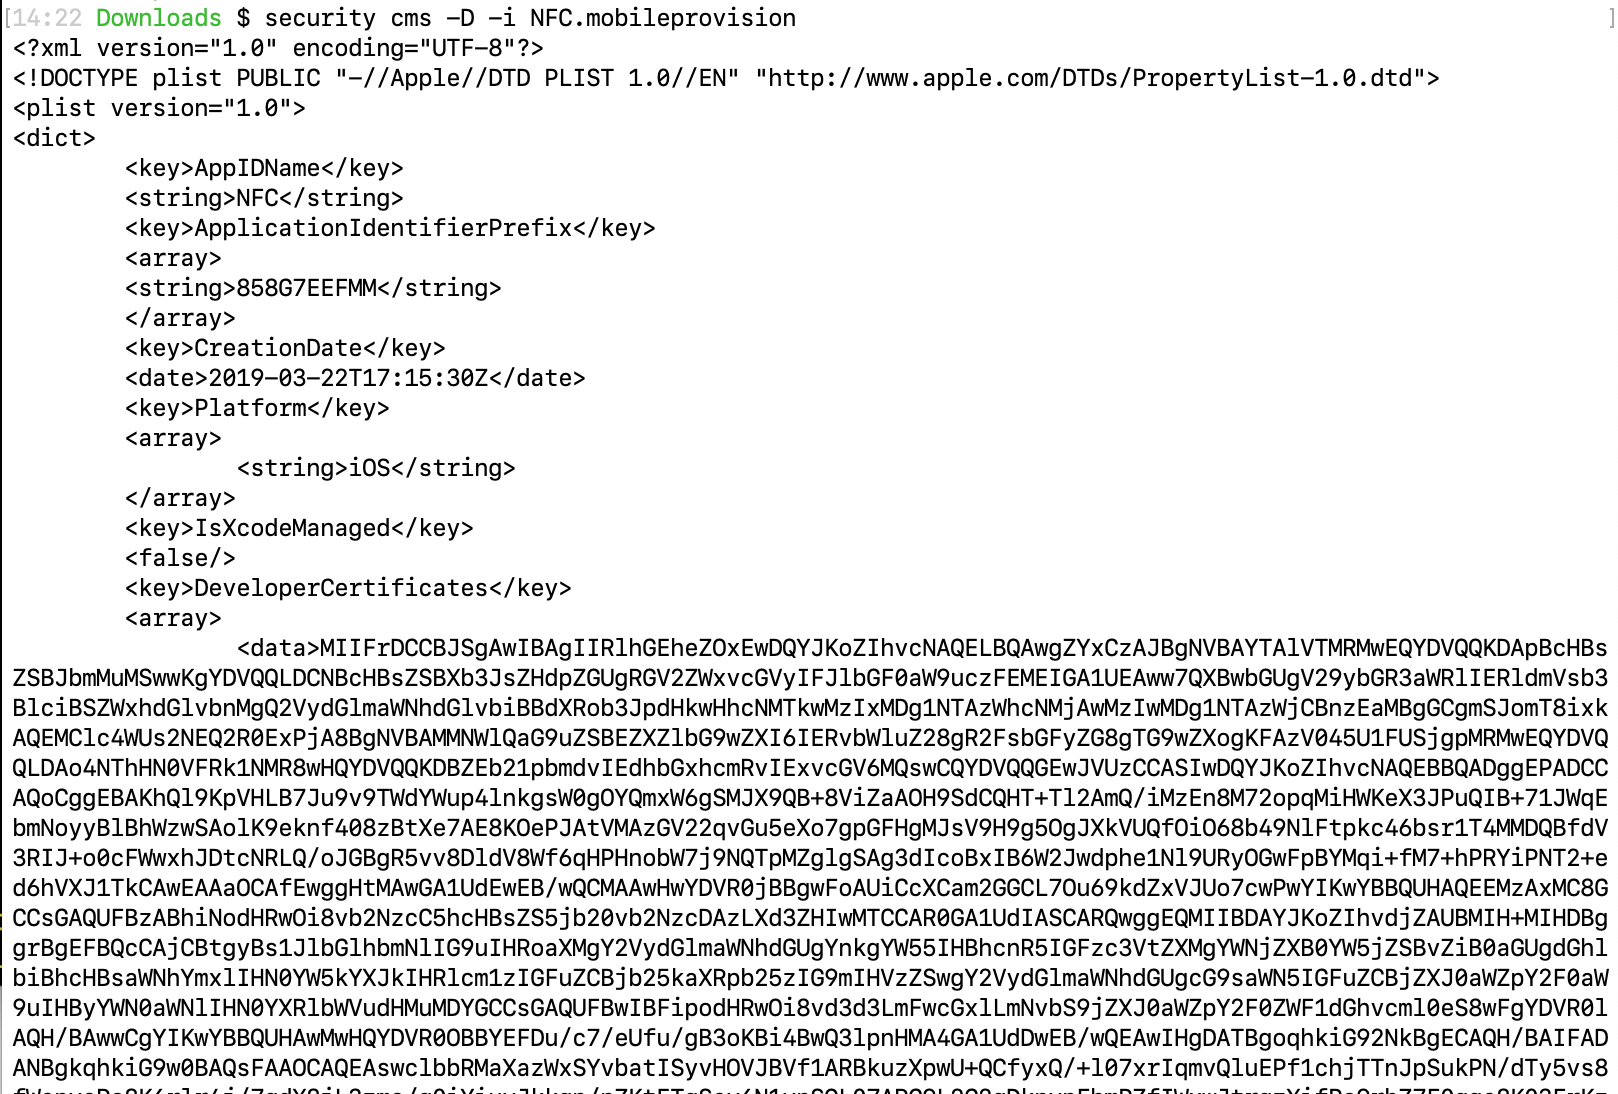 [14:22 Downloads $ security cms -D -i NFC.mobileprovision ]
<?xml version="1.0" encoding="UTF-8"?>
<!DOCTYPE plist PUBLIC "-//Apple//DTD PLIST 1.0//EN" "http://www.apple.com/DTDs/PropertyList-1.0.dtd">
<plist version="1.0">
<dict>
<key>AppIDName</key>
<string>NFC</string>
<key>ApplicationIdentifierPrefix</key>
<array>
<string>858G7EEFMM</string>
</array>
<key>CreationDate</key>
<date>2019-03-22T17:15:30Z</date>
<key>Platform</key>
<array>
<string>iOS</string>
</array>
<key>IsXcodeManaged</key>
<false/>
<key>DeveloperCertificates</key>
<array>
<data>MIIFrDCCBJSgAwIBAgIIRlhGEheZOxEwDQYJKoZIhvcNAQELBQAwgZYxCzAJBgNVBAYTAlVTMRMwEQYDVQQKDApBcHBs
ZSBJbmMuMSwwKgYDVQQLDCNBcHBsZSBXb3JsZHdpZGUgRGV2ZWxvcGVyIFJlbGF0aW9uczFEMEIGA1UEAww7QXBwbGUgV29ybGR3aWRlIERldmVsb3
BlciBSZWxhdGlvbnMgQ2VydGlmaWNhdGlvbiBBdXRob3JpdHkwHhcNMTkwMzIxMDg1NTAzWhcNMjAwMzIwMDg1NTAzWjCBnzEaMBgGCgmSJomT8ixk
AQEMClc4WUs2NEQ2R0ExPjA8BgNVBAMMNWlQaG9uZSBEZXZlbG9wZXI6IERvbWluZ28gR2FsbGFyZG8gTG9wZXogKFAzV045U1FUSjgpMRMwEQYDVQ
QLDAo4NThHN0VFRk1NMR8wHQYDVQQKDBZEb21pbmdvIEdhbGxhcmRvIExvcGV6MQswCQYDVQQGEwJVUzCCASIwDQYJKoZIhvcNAQEBBQADggEPADCC
AQoCggEBAKhQl9KpVHLB7Ju9v9TWdYWup4lnkgsW0gOYQmxW6gSMJX9QB+8ViZaAOH9SdCQHT+Tl2AmQ/iMzEn8M72opqMiHWKeX3JPuQIB+71JWqE
bmNoyyBlBhWzwSAolK9eknf408zBtXe7AE8KOePJAtVMAzGV22qvGu5eXo7gpGFHgMJsV9H9g5OgJXkVUQfOiO68b49NlFtpkc46bsr1T4MMDQBfdV
3RIJ+o0cFWwxhJDtcNRLQ/oJGBgR5vv8DldV8Wf6qHPHnobW7j9NQTpMZglgSAg3dIcoBxIB6W2Jwdphe1Nl9URyOGwFpBYMqi+fM7+hPRYiPNT2+e
d6hVXJ1TkCAwEAAaOCAfEwggHtMAwGA1UdEwEB/wQCMAAwHwYDVR0jBBgwFoAUiCcXCam2GGCL7Ou69kdZxVJUo7cwPwYIKwYBBQUHAQEEMzAxMC8G
CCsGAQUFBzABhiNodHRwOi8vb2NzcC5hcHBsZS5jb20vb2NzcDAzLXd3ZHIwMTCCAR0GA1UdIASCARQwggEQMIIBDAYJKoZIhvdjZAUBMIH+MIHDBg
grBgEFBQcCAjCBtgyBs1JlbGlhbmNlIG9uIHRoaXMgY2VydGlmaWNhdGUgYnkgYW55IHBhcnR5IGFzc3VtZXMgYWNjZXB0YW5jZSBvZiB0aGUgdGhl
biBhcHBsaWNhYmxlIHN0YW5kYXJkIHRlcm1zIGFuZCBjb25kaXRpb25zIG9mIHVzZSwgY2VydGlmaWNhdGUgcG9saWN5IGFuZCBjZXJ0aWZpY2F0aW
9uIHByYWN0aWNlIHN0YXRlbWVudHMuMDYGCCsGAQUFBwIBFipodHRwOi8vd3d3LmFwcGxlLmNvbS9jZXJ0aWZpY2F0ZWF1dGhvcml0eS8wFgYDVR0l
AQH/BAwwCgYIKwYBBQUHAwMwHQYDVR0OBBYEFDu/c7/eUfu/gB3oKBi4BwQ3lpnHMA4GA1UdDwEB/wQEAwIHgDATBgoqhkiG92NkBgECAQH/BAIFAD
ANBgkqhkiG9w0BAQsFAAOCAQEAswclbbRMaXazWxSYvbatISyvHOVJBVf1ARBkuzXpwU+QCfyxQ/+l07xrIqmvQluEPf1chjTTnJpSukPN/dTy5vs8